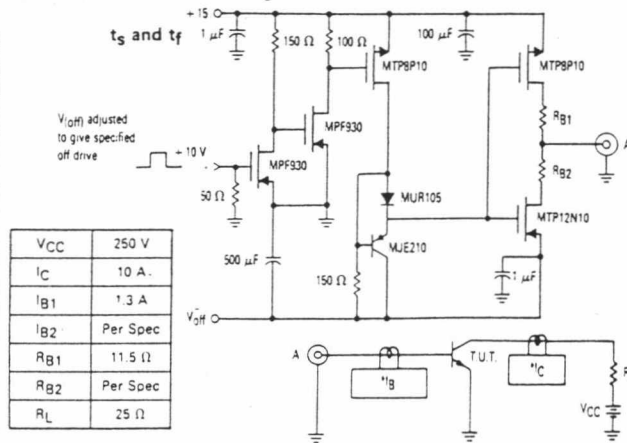 + 15
t_s and t_f
1 μF
150 Ω
100 Ω
100 μF
MTP8P10
MTP8P10
V(off) adjusted
to give specified
off drive
+ 10 V
MPF930
MPF930
50 Ω
R_B1
A
R_B2
MUR105
MTP12N10
MJE210
500 μF
150 Ω
1 μF
V_off
V_CC 250 V
I_C 10 A.
I_B1 1.3 A
I_B2 Per Spec
R_B1 11.5 Ω
R_B2 Per Spec
R_L 25 Ω
A
*I_B
T.U.T.
*I_C
V_CC